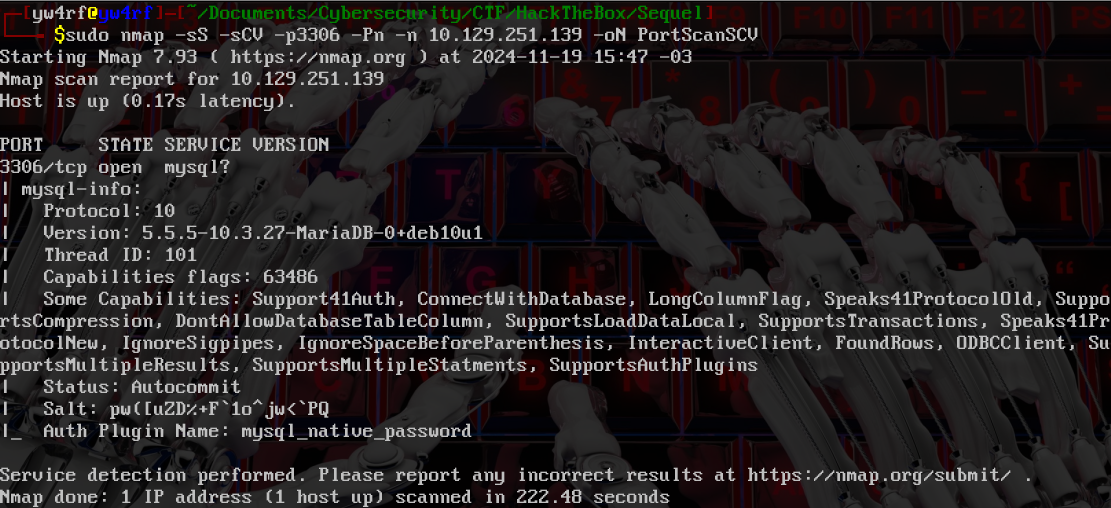 [yw4rf@yw4rf]-[~/Documents/Cybersecurity/CTF/HackTheBox/Sequel]
$sudo nmap -sS -sCV -p3306 -Pn -n 10.129.251.139 -oN PortScanSCV
Starting Nmap 7.93 ( https://nmap.org ) at 2024-11-19 15:47 -03
Nmap scan report for 10.129.251.139
Host is up (0.17s latency).
PORT     STATE SERVICE VERSION
3306/tcp open  mysql?
| mysql-info:
|   Protocol: 10
|   Version: 5.5.5-10.3.27-MariaDB-0+deb10u1
|   Thread ID: 101
|   Capabilities flags: 63486
|   Some Capabilities: Support41Auth, ConnectWithDatabase, LongColumnFlag, Speaks41ProtocolOld, Suppo
rtsCompression, DontAllowDatabaseTableColumn, SupportsLoadDataLocal, SupportsTransactions, Speaks41Pr
otocolNew, IgnoreSigpipes, IgnoreSpaceBeforeParenthesis, InteractiveClient, FoundRows, ODBCClient, Su
pportsMultipleResults, SupportsMultipleStatments, SupportsAuthPlugins
|   Status: Autocommit
|   Salt: pw([uZD%+F`1o^jw<`PQ
|_  Auth Plugin Name: mysql_native_password
Service detection performed. Please report any incorrect results at https://nmap.org/submit/ .
Nmap done: 1 IP address (1 host up) scanned in 222.48 seconds